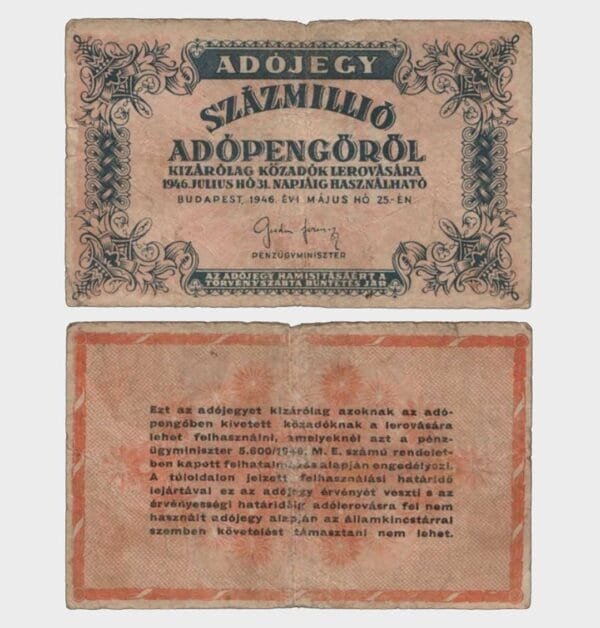 ADÓJEGY
SZÁZMILLIÓ
ADÓPENGŐRŐL
KIZÁRÓLAG KÖZADÓK LEROVÁSÁRA
1946. JULIUS HÓ 31. NAPJÁIG HASZNÁLHATÓ
BUDAPEST, 1946. ÉVI MÁJUS HÓ 25.-ÉN
PÉNZÜGYMINISZTER
AZ ADÓJEGY HAMISITÁSÁÉRT A
TÖRVÉNYSZABTA BÜNTETÉS JÁR
Ezt az adójegyet kizárólag azoknak az adó-
pengőben kivetett közadóknak a lerovására
lehet felhasználni, amelyeknél azt a pénz-
ügyminiszter 5.600/1946. M. E. számú rendelet-
ben kapott felhatalmazás alapján engedélyezi.
A túloldalon jelzett felhasználási határidő
lejártával ez az adójegy érvényét veszti s az
érvényességi határidőig adólerovásra fel nem
használt adójegy alapján az államkincstárral
szemben követelést támasztani nem lehet.